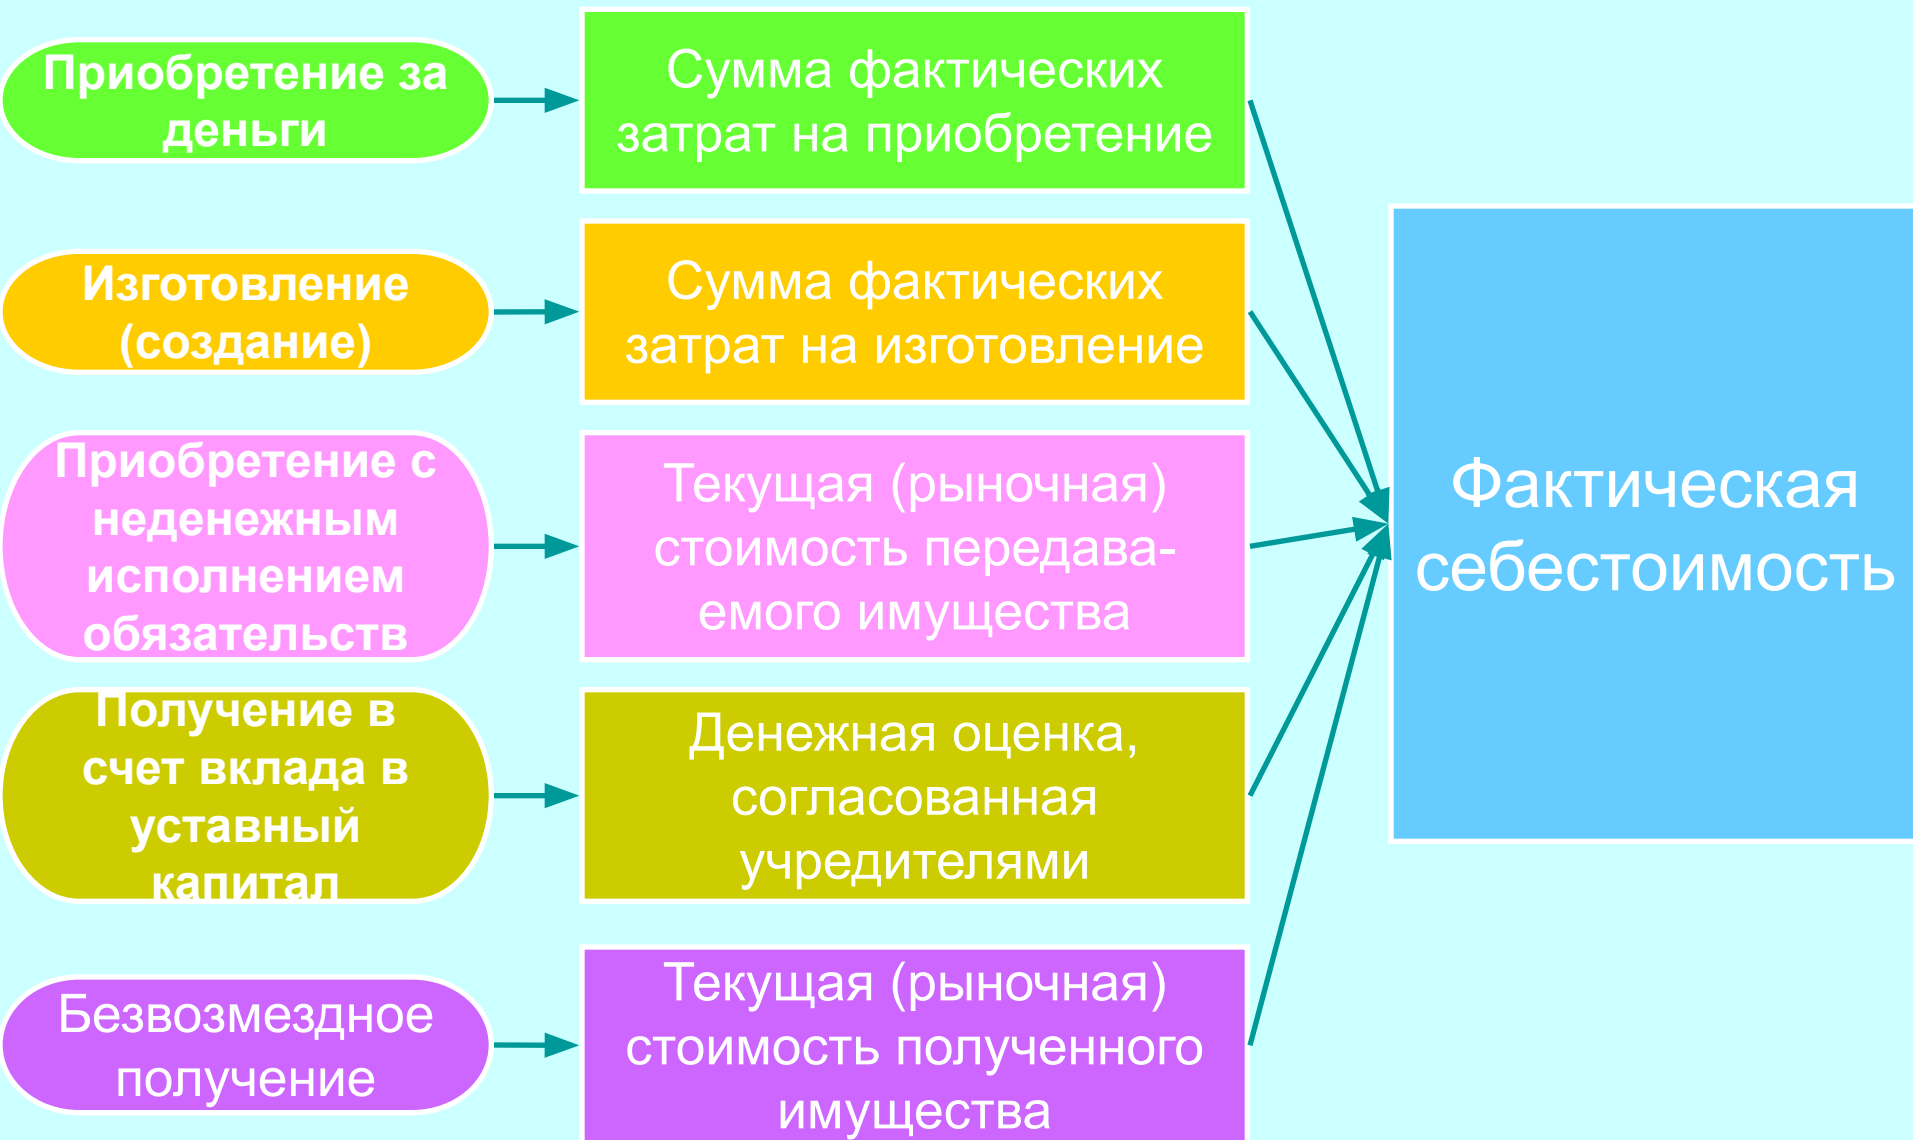 Приобретение за
деньги
Сумма фактических
затрат на приобретение
Изготовление
(создание)
Сумма фактических
затрат на изготовление
Приобретение с
неденежным
исполнением
обязательств
Текущая (рыночная)
стоимость передава-
емого имущества
Получение в
счет вклада в
уставный
капитал
Денежная оценка,
согласованная
учредителями
Безвозмездное
получение
Текущая (рыночная)
стоимость полученного
имущества
Фактическая
себестоимость